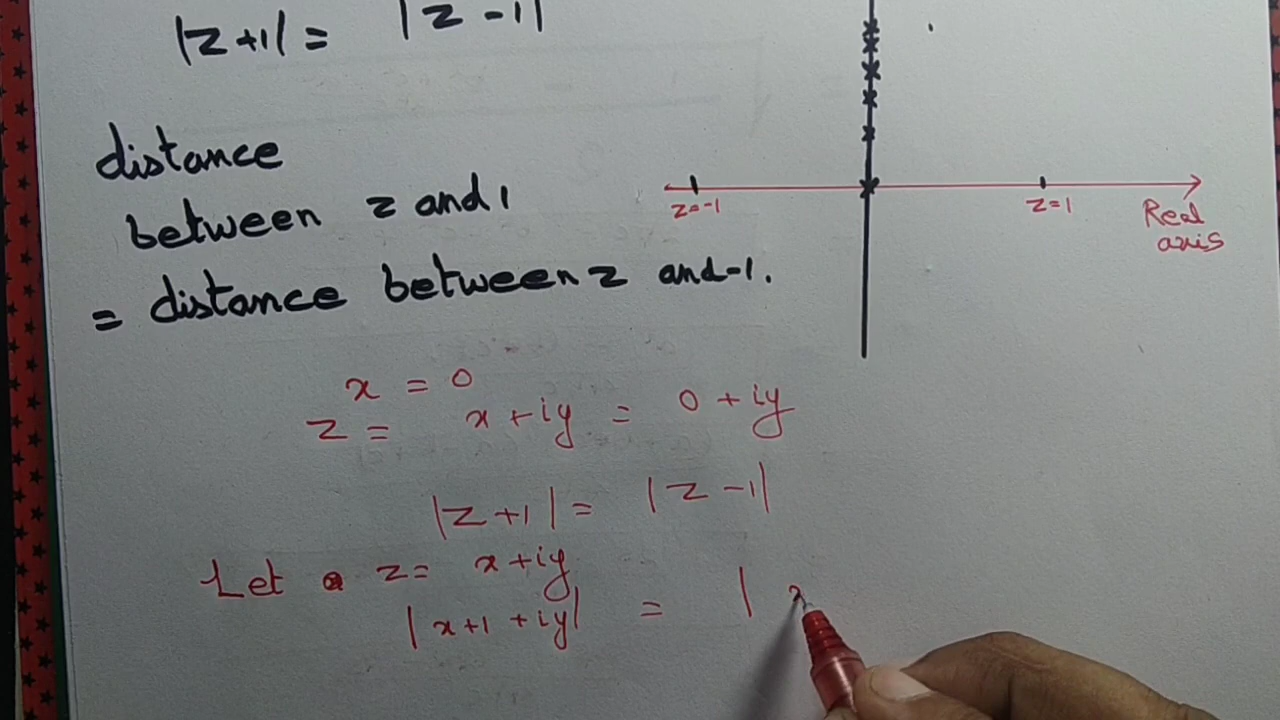 |z+1| = |z-1|
distance
between z and 1
= distance between z and -1.
z=-1
z=1
Real
axis
x = 0
z = x+iy = 0+iy
|z+1| = |z-1|
Let z= x+iy
|x+1+iy| = | x